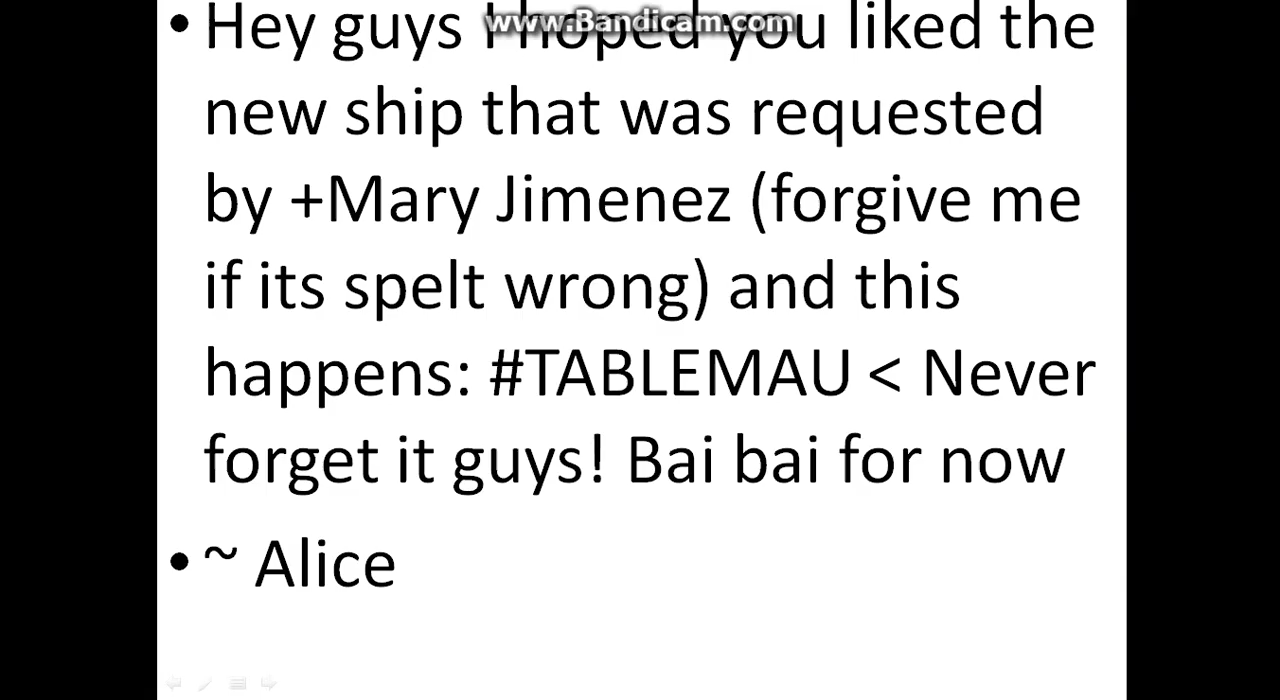 www.Bandicam.com
• Hey guys I hoped you liked the
new ship that was requested
by +Mary Jimenez (forgive me
if its spelt wrong) and this
happens: #TABLEMAU < Never
forget it guys! Bai bai for now
• ~ Alice